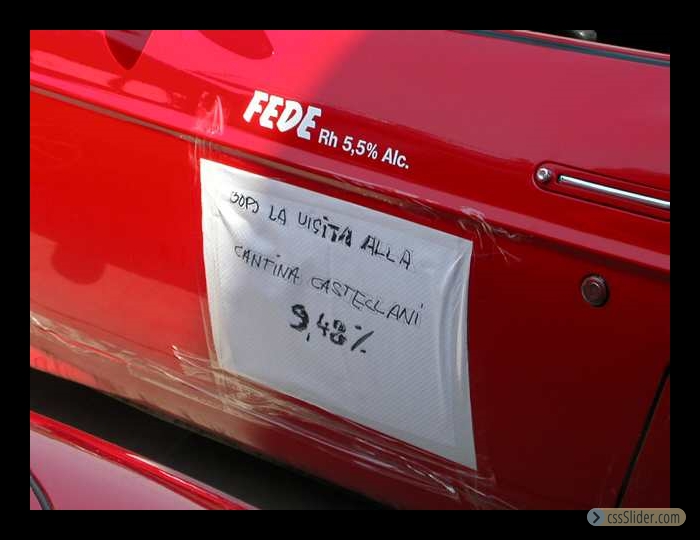 FEDE Rh 5,5% Alc.
DOPO LA VISITA ALLA
CANTINA CASTELLANI
9,48%
cssSlider.com